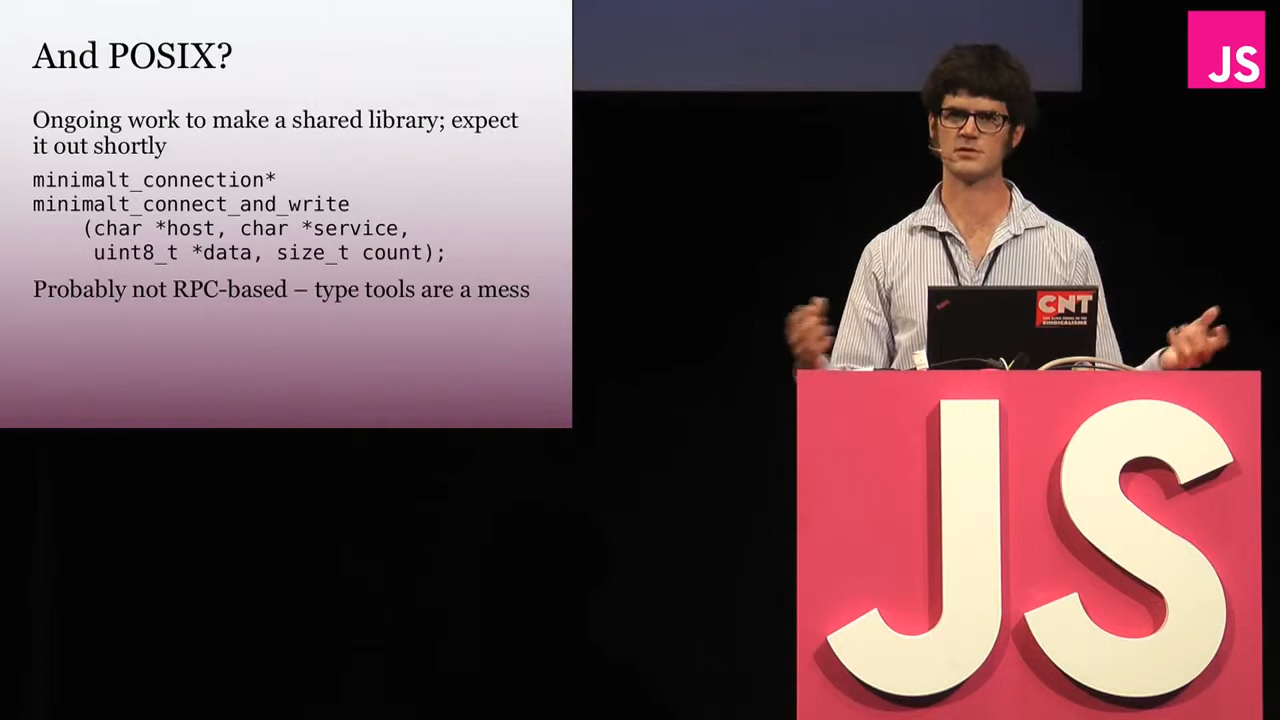 And POSIX?
Ongoing work to make a shared library; expect
it out shortly
minimalt_connection*
minimalt_connect_and_write
(char *host, char *service,
uint8_t *data, size_t count);
Probably not RPC-based – type tools are a mess
JS
CNT
JS